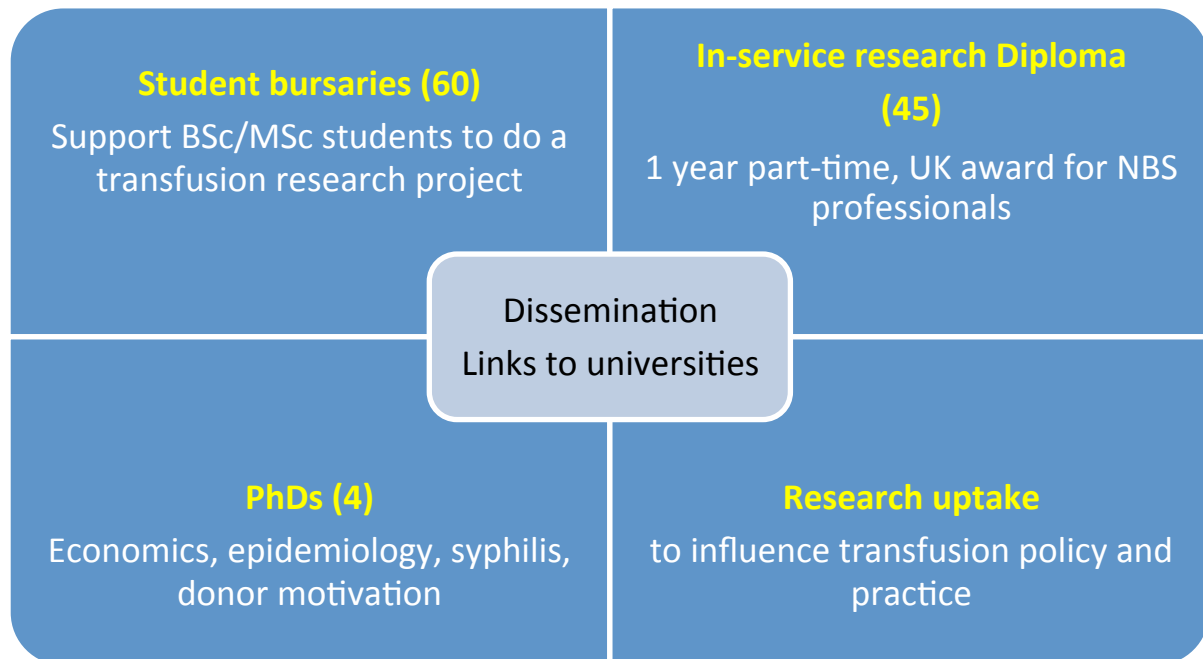 Student bursaries (60)
Support BSc/MSc students to do a
transfusion research project
In-service research Diploma
(45)
1 year part-time, UK award for NBS
professionals
Dissemination
Links to universities
PhDs (4)
Economics, epidemiology, syphilis,
donor motivation
Research uptake
to influence transfusion policy and
practice